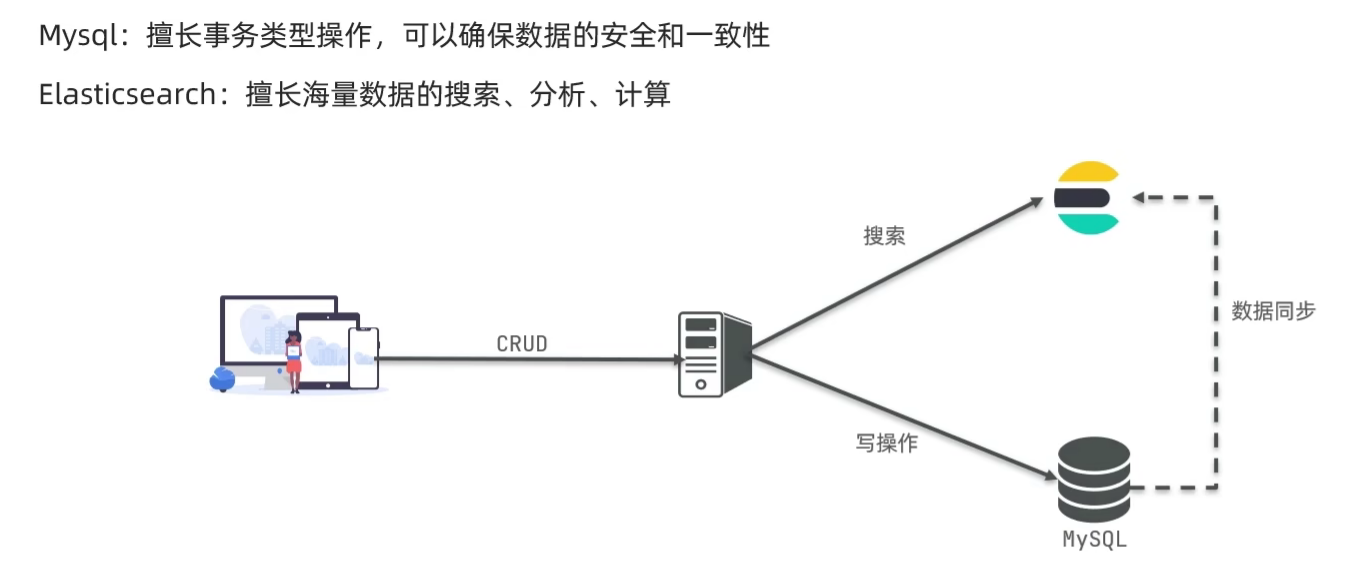 Mysql：擅长事务类型操作，可以确保数据的安全和一致性
Elasticsearch：擅长海量数据的搜索、分析、计算
搜索
数据同步
CRUD
写操作
MySQL